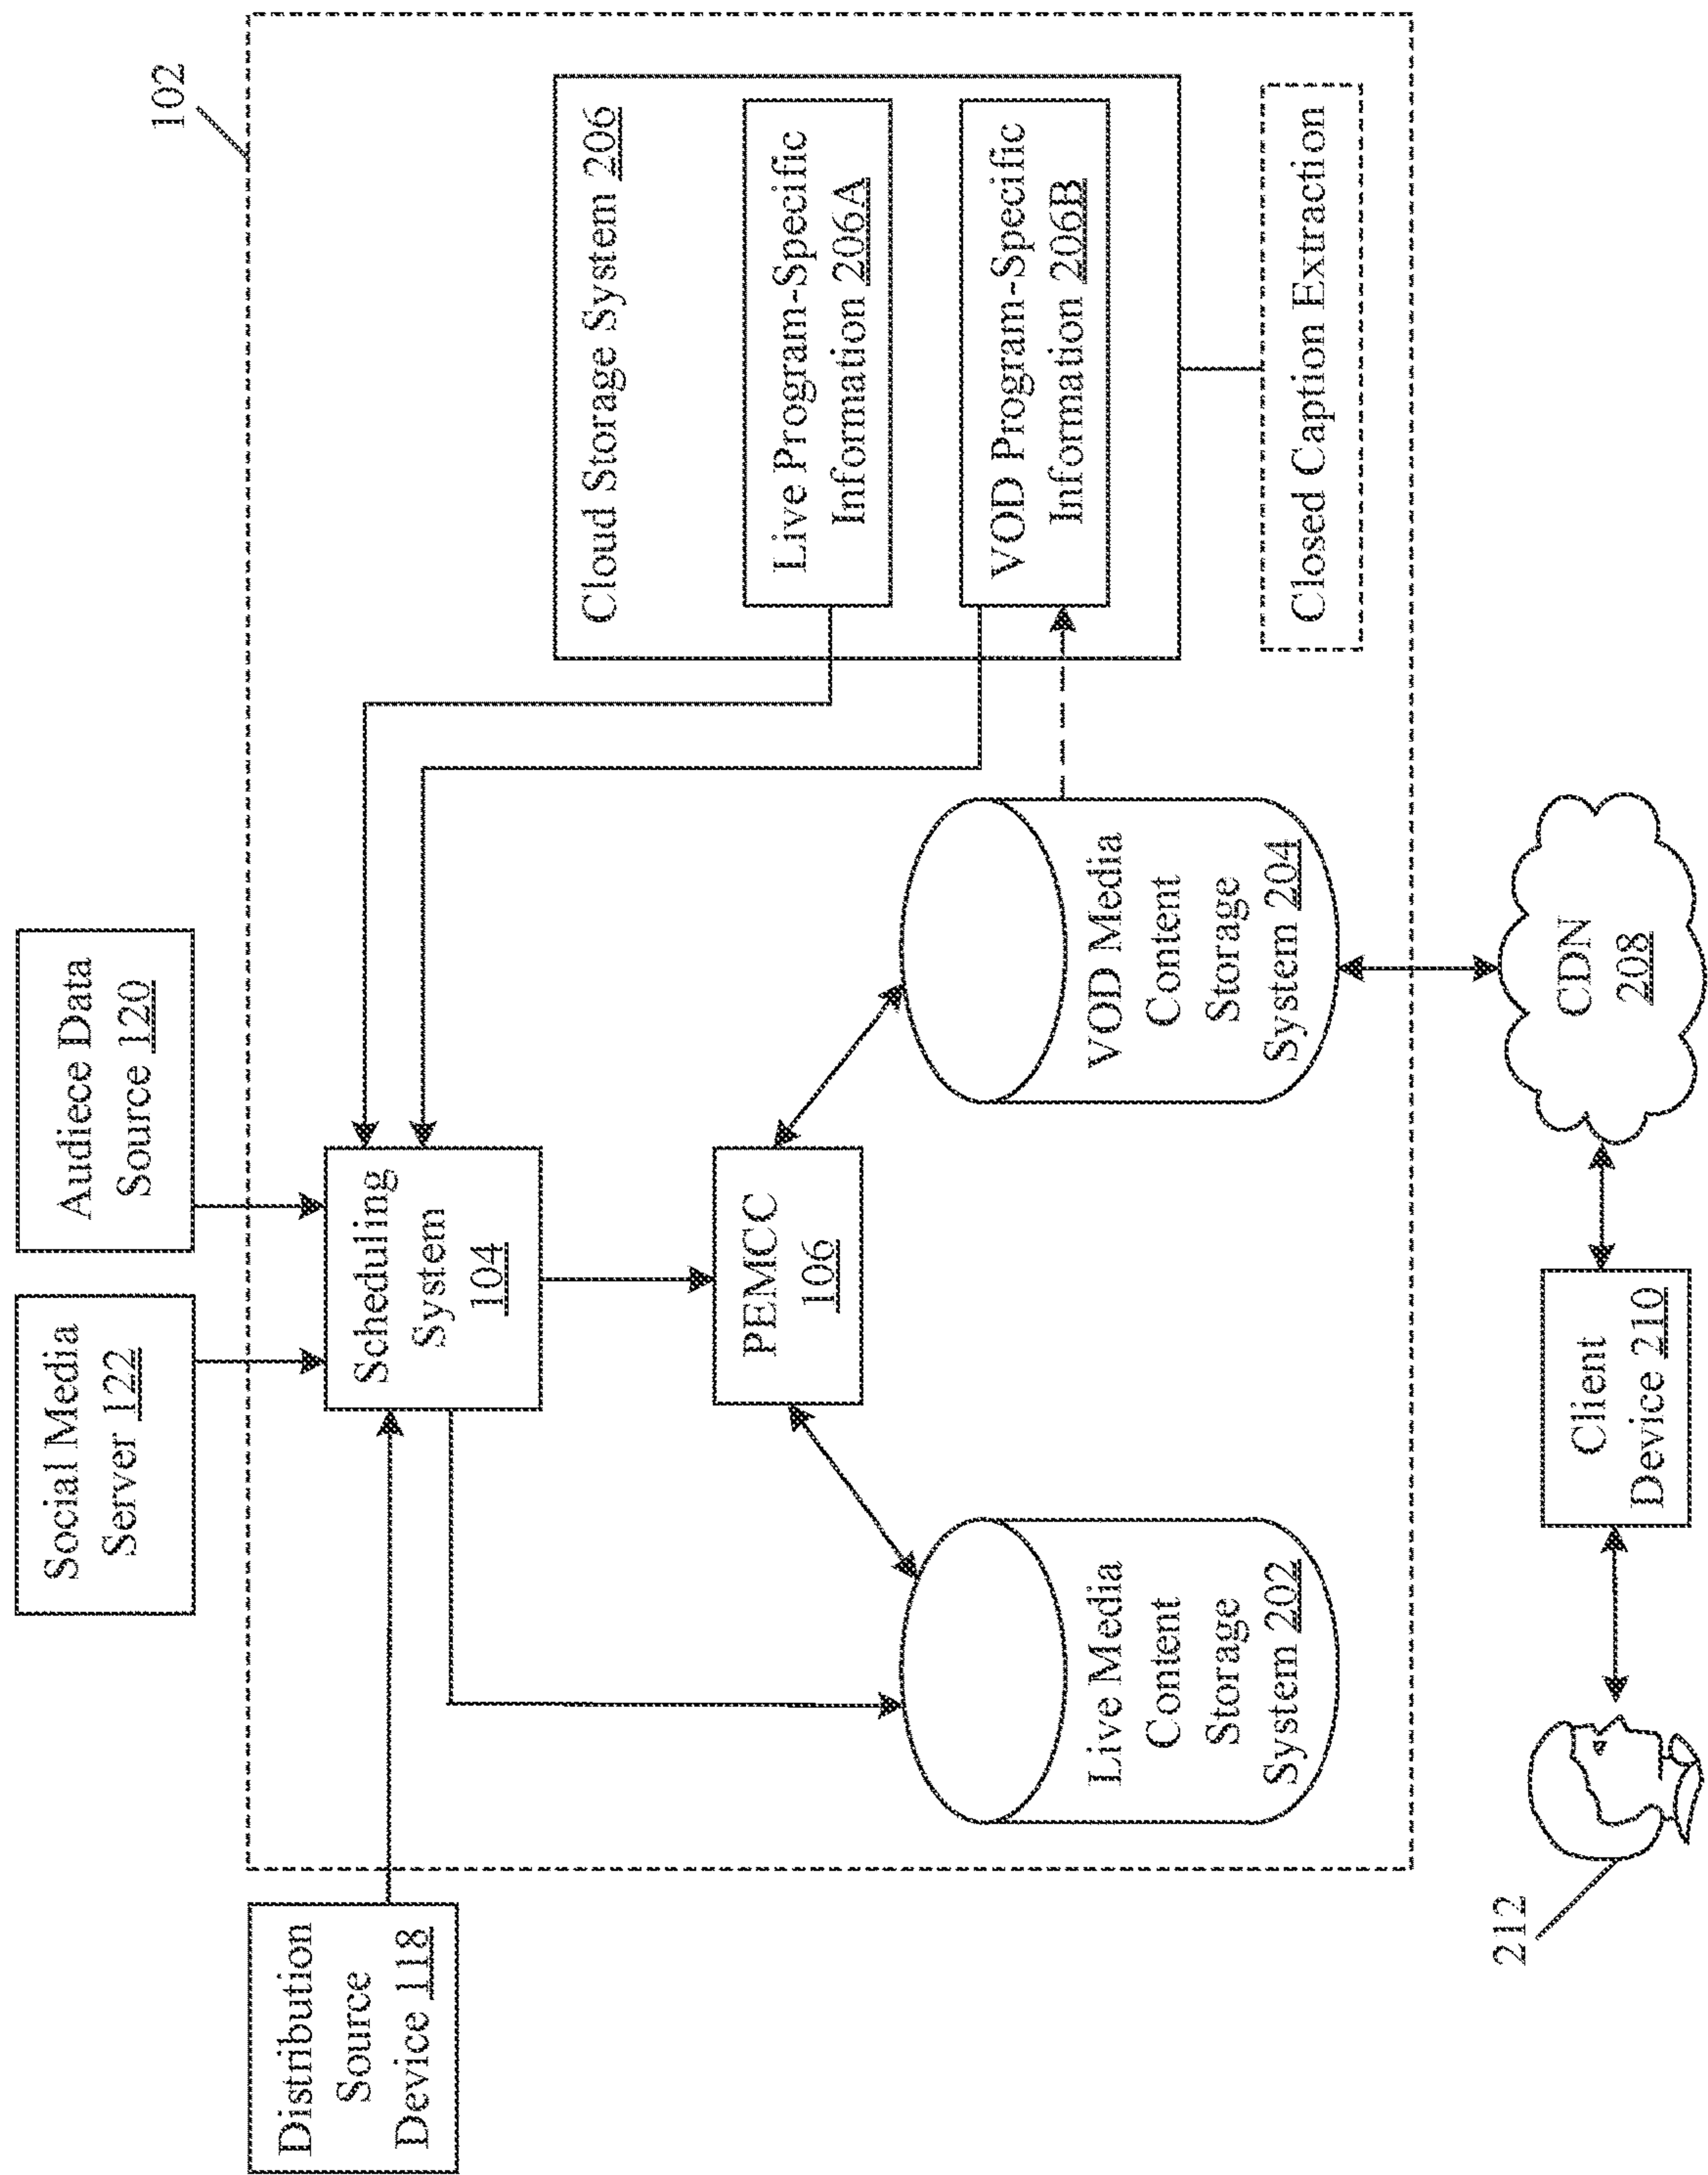 102
Social Media
Server 122
Audiece Data
Source 120
Distribution
Source
Device 118
Scheduling
System
104
PEMCC
106
Cloud Storage System 206
Live Program-Specific
Information 206A
VOD Program-Specific
Information 206B
Live Media
Content
Storage
System 202
VOD Media
Content
Storage
System 204
Closed Caption Extraction
212
Client
Device 210
CDN
208